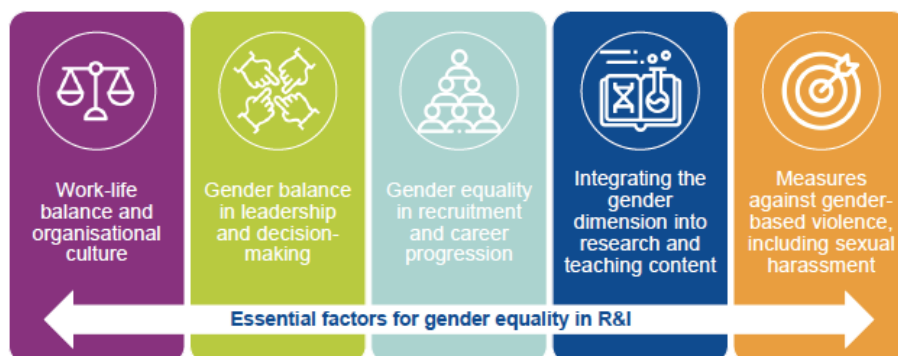 Work-life
balance and
organisational
culture
Gender balance
in leadership
and decision-
making
Gender equality
in recruitment
and career
progression
Integrating the
gender
dimension into
research and
teaching content
Measures
against gender-
based violence,
including sexual
harassment
Essential factors for gender equality in R&I